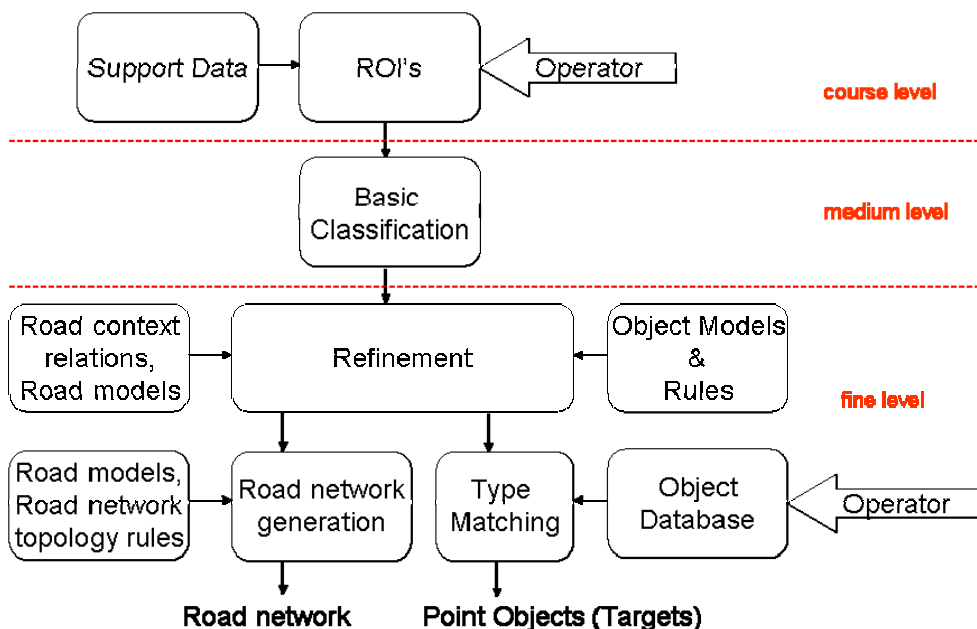 Support Data
ROI's
Operator
course level
Basic
Classification
medium level
Road context
relations,
Road models
Refinement
Object Models
&
Rules
fine level
Road models,
Road network
topology rules
Road network
generation
Type
Matching
Object
Database
Operator
Road network
Point Objects (Targets)